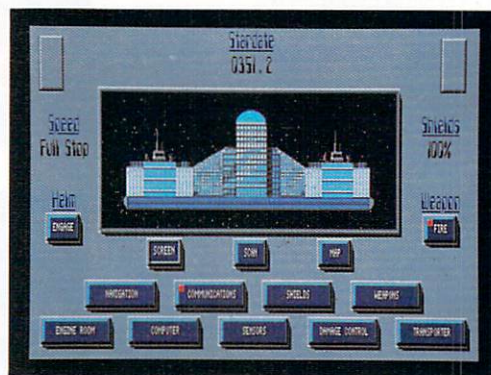 Stardate
0351.2
Speed
Full Stop
Shields
100%
Helm
ENGAGE
Weapon
FIRE
SCREEN
SCAN
MAP
NAVIGATION
COMMUNICATIONS
SHIELDS
WEAPONS
ENGINE ROOM
COMPUTER
SENSORS
DAMAGE CONTROL
TRANSPORTER